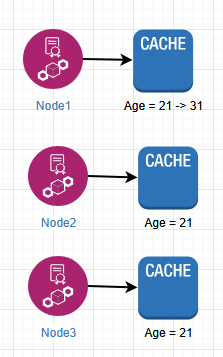 CACHE
Node1
Age = 21 -> 31
CACHE
Node2
Age = 21
CACHE
Node3
Age = 21